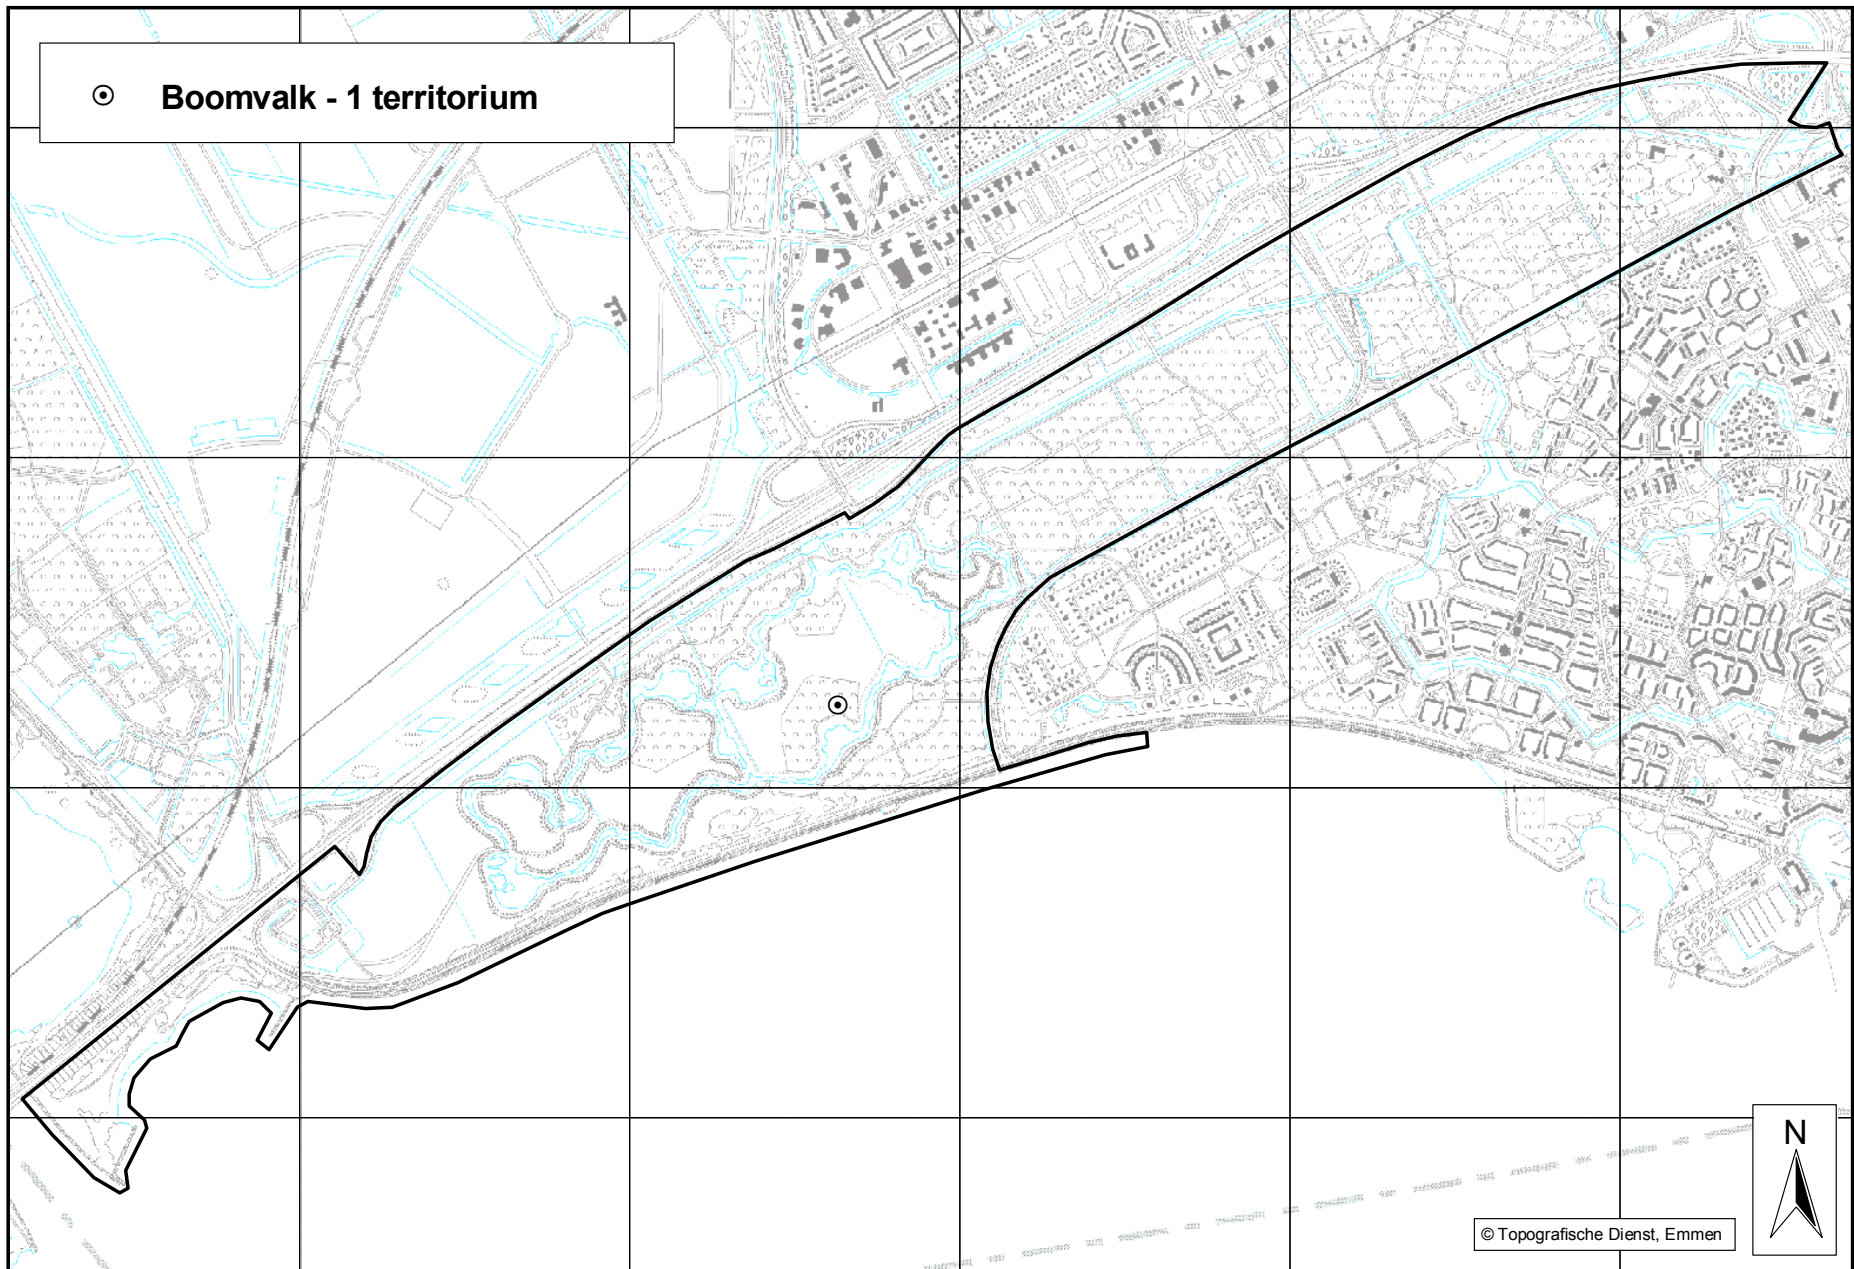 Boomvalk - 1 territorium
N
© Topografische Dienst, Emmen